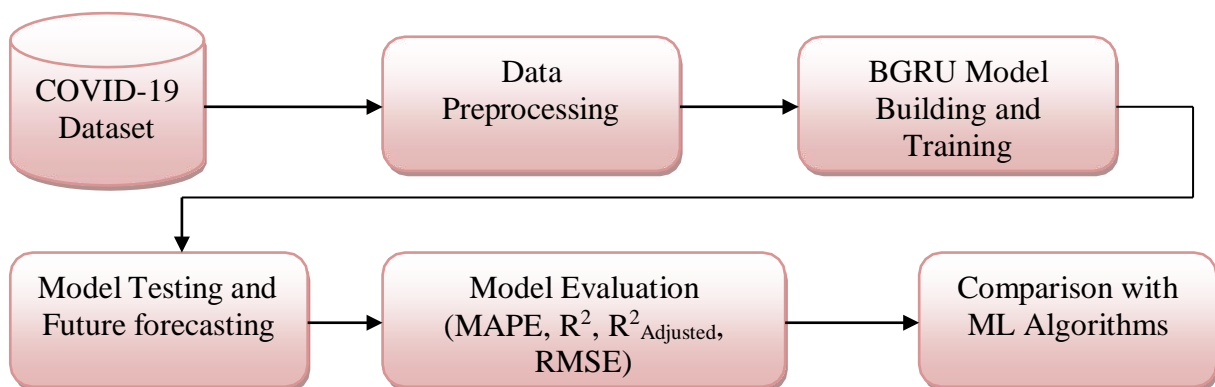 COVID-19
Dataset
Data
Preprocessing
BGRU Model
Building and
Training
Model Testing and
Future forecasting
Model Evaluation
(MAPE, R², R²Adjusted,
RMSE)
Comparison with
ML Algorithms